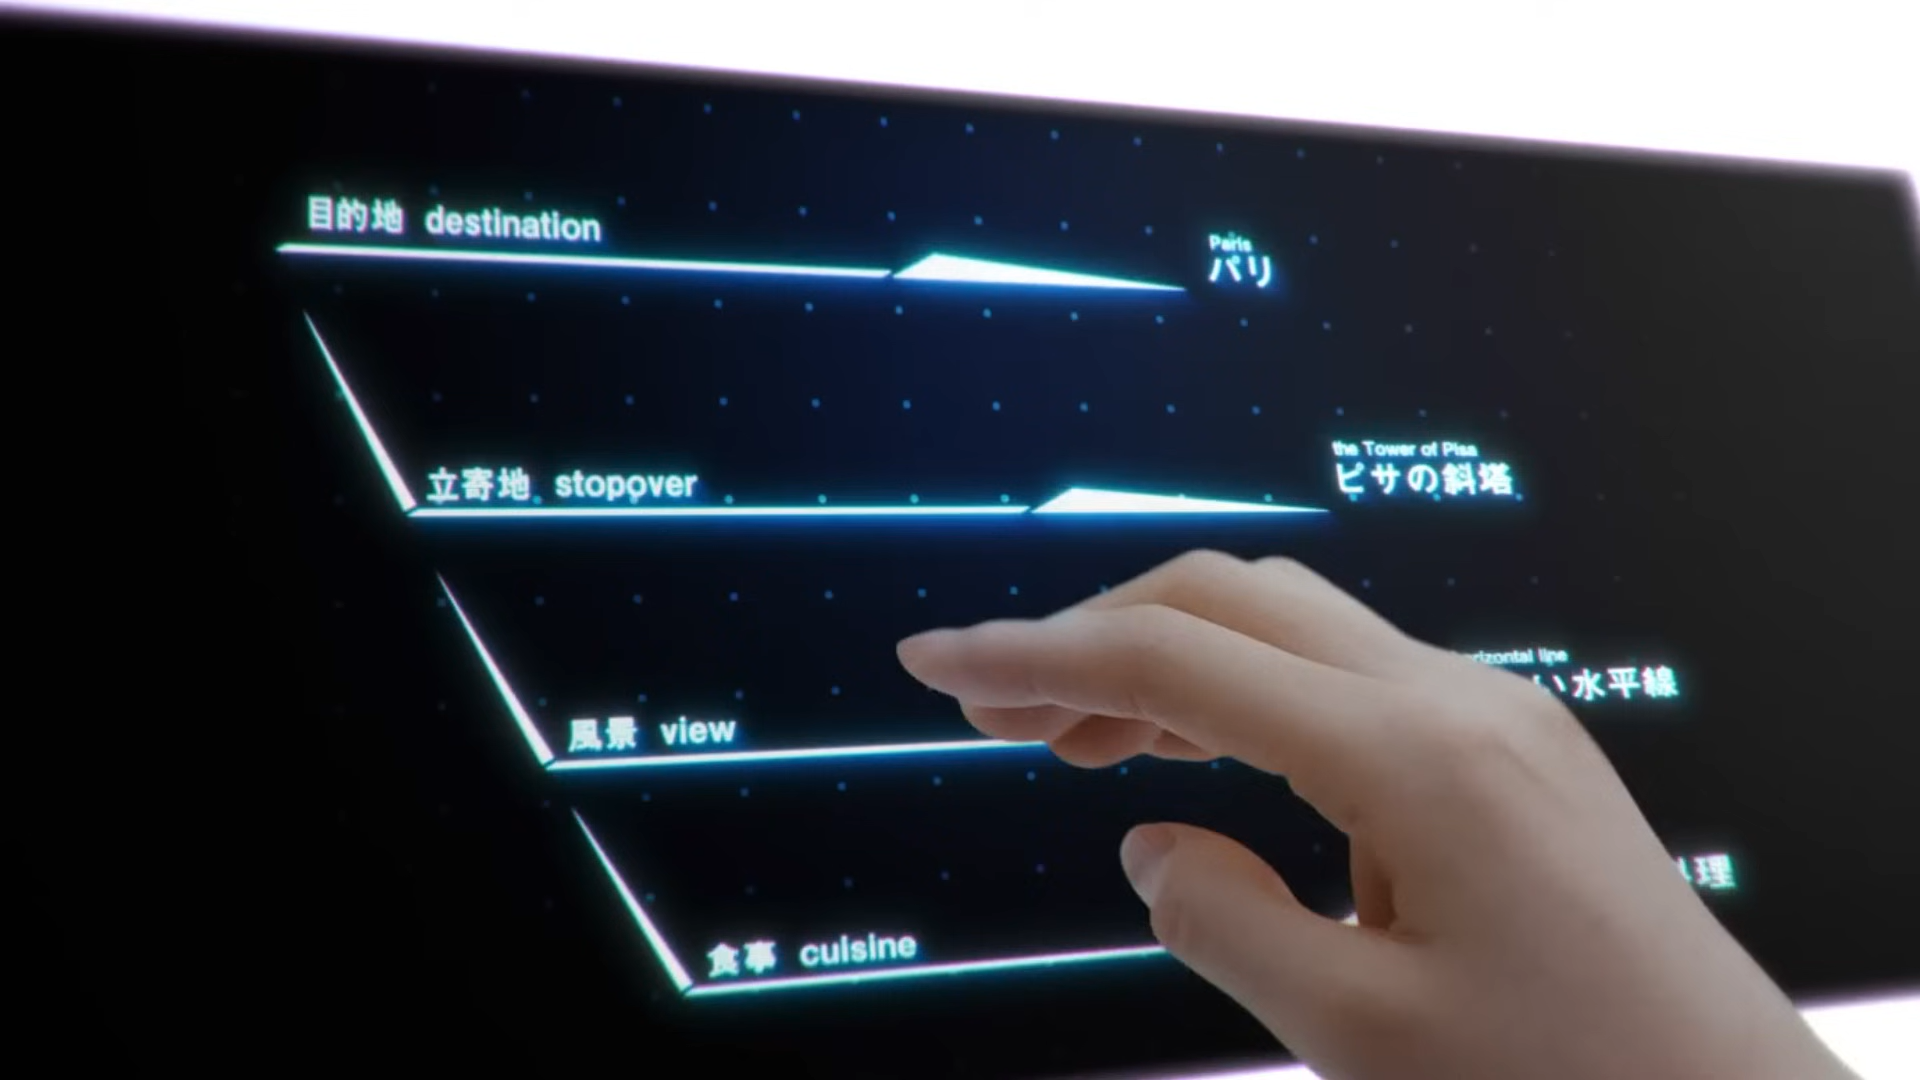 目的地 destination
Paris
パリ
立寄地 stopover
the Tower of Pisa
ピサの斜塔
風景 view
line
水平線
食事 cuisine
理